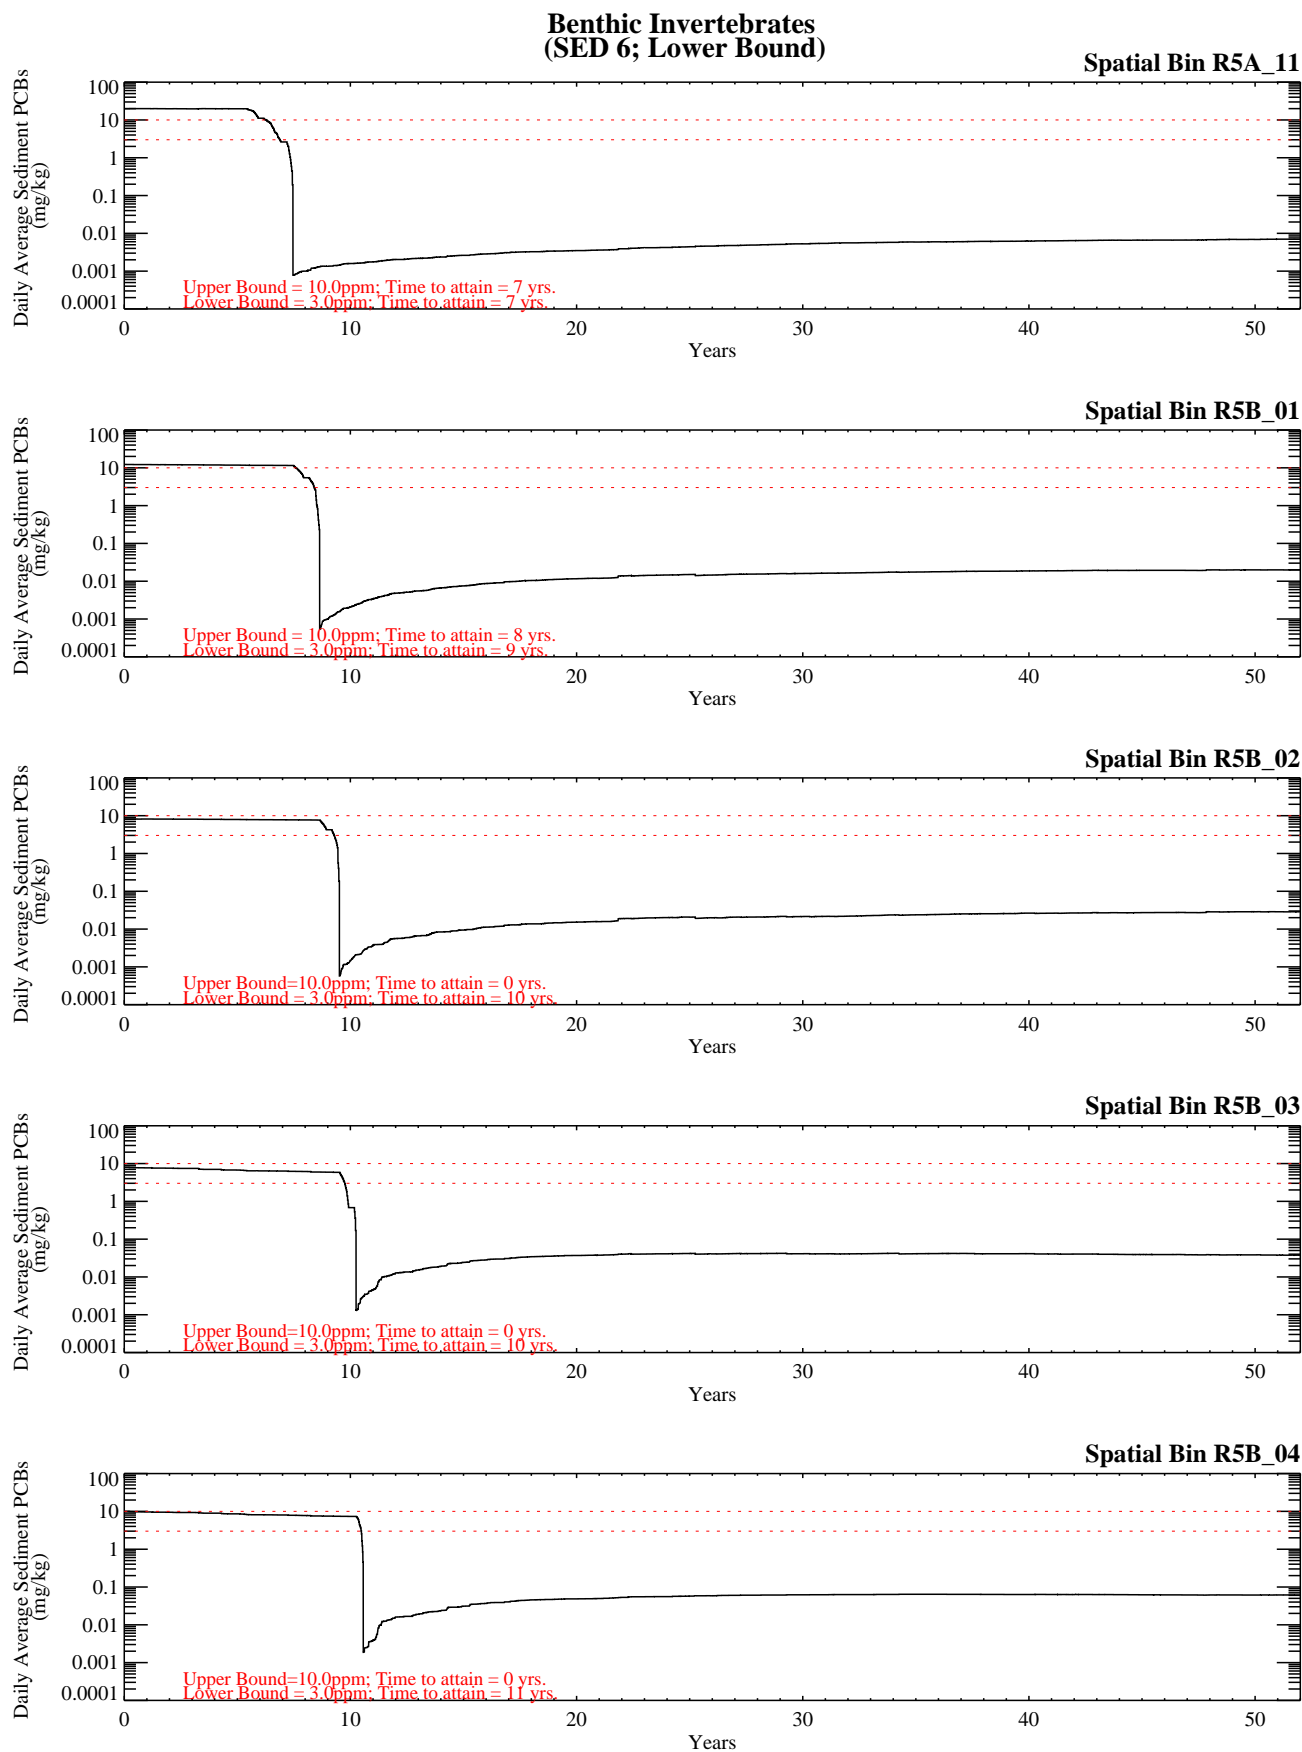 Benthic Invertebrates
(SED 6; Lower Bound)
Spatial Bin R5A_11
Daily Average Sediment PCBs
(mg/kg)
100
10
1
0.1
0.01
0.001
0.0001
Upper Bound = 10.0ppm; Time to attain = 7 yrs.
Lower Bound = 3.0ppm; Time to attain = 7 yrs.
0 10 20 30 40 50
Years
Spatial Bin R5B_01
Daily Average Sediment PCBs
(mg/kg)
100
10
1
0.1
0.01
0.001
0.0001
Upper Bound = 10.0ppm; Time to attain = 8 yrs.
Lower Bound = 3.0ppm; Time to attain = 9 yrs.
0 10 20 30 40 50
Years
Spatial Bin R5B_02
Daily Average Sediment PCBs
(mg/kg)
100
10
1
0.1
0.01
0.001
0.0001
Upper Bound=10.0ppm; Time to attain = 0 yrs.
Lower Bound = 3.0ppm; Time to attain = 10 yrs.
0 10 20 30 40 50
Years
Spatial Bin R5B_03
Daily Average Sediment PCBs
(mg/kg)
100
10
1
0.1
0.01
0.001
0.0001
Upper Bound=10.0ppm; Time to attain = 0 yrs.
Lower Bound = 3.0ppm; Time to attain = 10 yrs.
0 10 20 30 40 50
Years
Spatial Bin R5B_04
Daily Average Sediment PCBs
(mg/kg)
100
10
1
0.1
0.01
0.001
0.0001
Upper Bound=10.0ppm; Time to attain = 0 yrs.
Lower Bound = 3.0ppm; Time to attain = 11 yrs.
0 10 20 30 40 50
Years